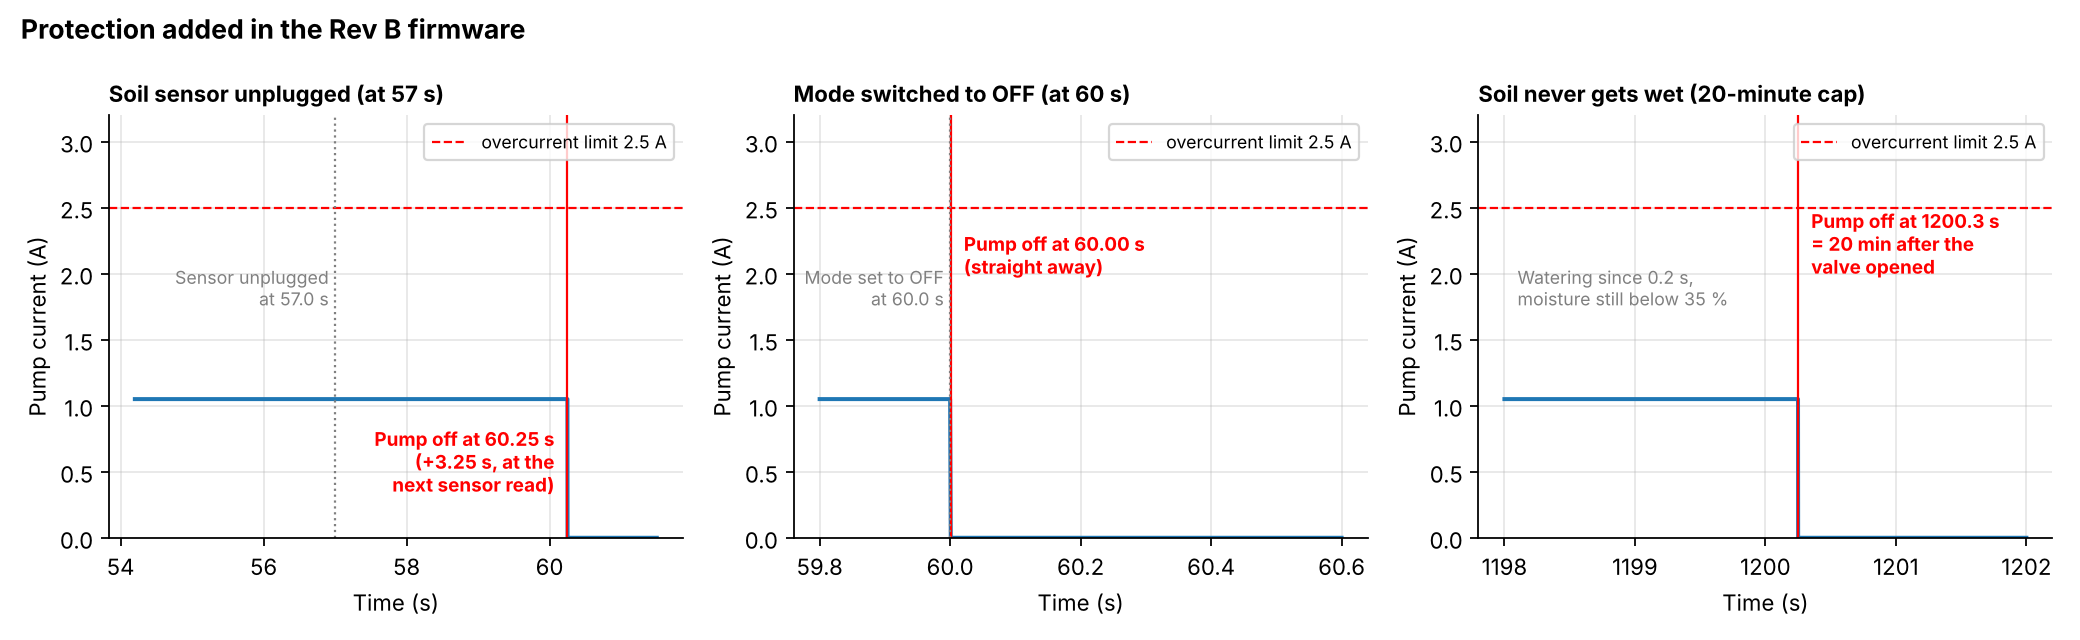 Protection added in the Rev B firmware
Soil sensor unplugged (at 57 s)
overcurrent limit 2.5 A
Sensor unplugged
at 57.0 s
Pump off at 60.25 s
(+3.25 s, at the
next sensor read)
Pump current (A)
3.0
2.5
2.0
1.5
1.0
0.5
0.0
54
56
58
60
Time (s)
Mode switched to OFF (at 60 s)
overcurrent limit 2.5 A
Pump off at 60.00 s
(straight away)
Mode set to OFF
at 60.0 s
Pump current (A)
3.0
2.5
2.0
1.5
1.0
0.5
0.0
59.8
60.0
60.2
60.4
60.6
Time (s)
Soil never gets wet (20-minute cap)
overcurrent limit 2.5 A
Pump off at 1200.3 s
= 20 min after the
valve opened
Watering since 0.2 s,
moisture still below 35 %
Pump current (A)
3.0
2.5
2.0
1.5
1.0
0.5
0.0
1198
1199
1200
1201
1202
Time (s)